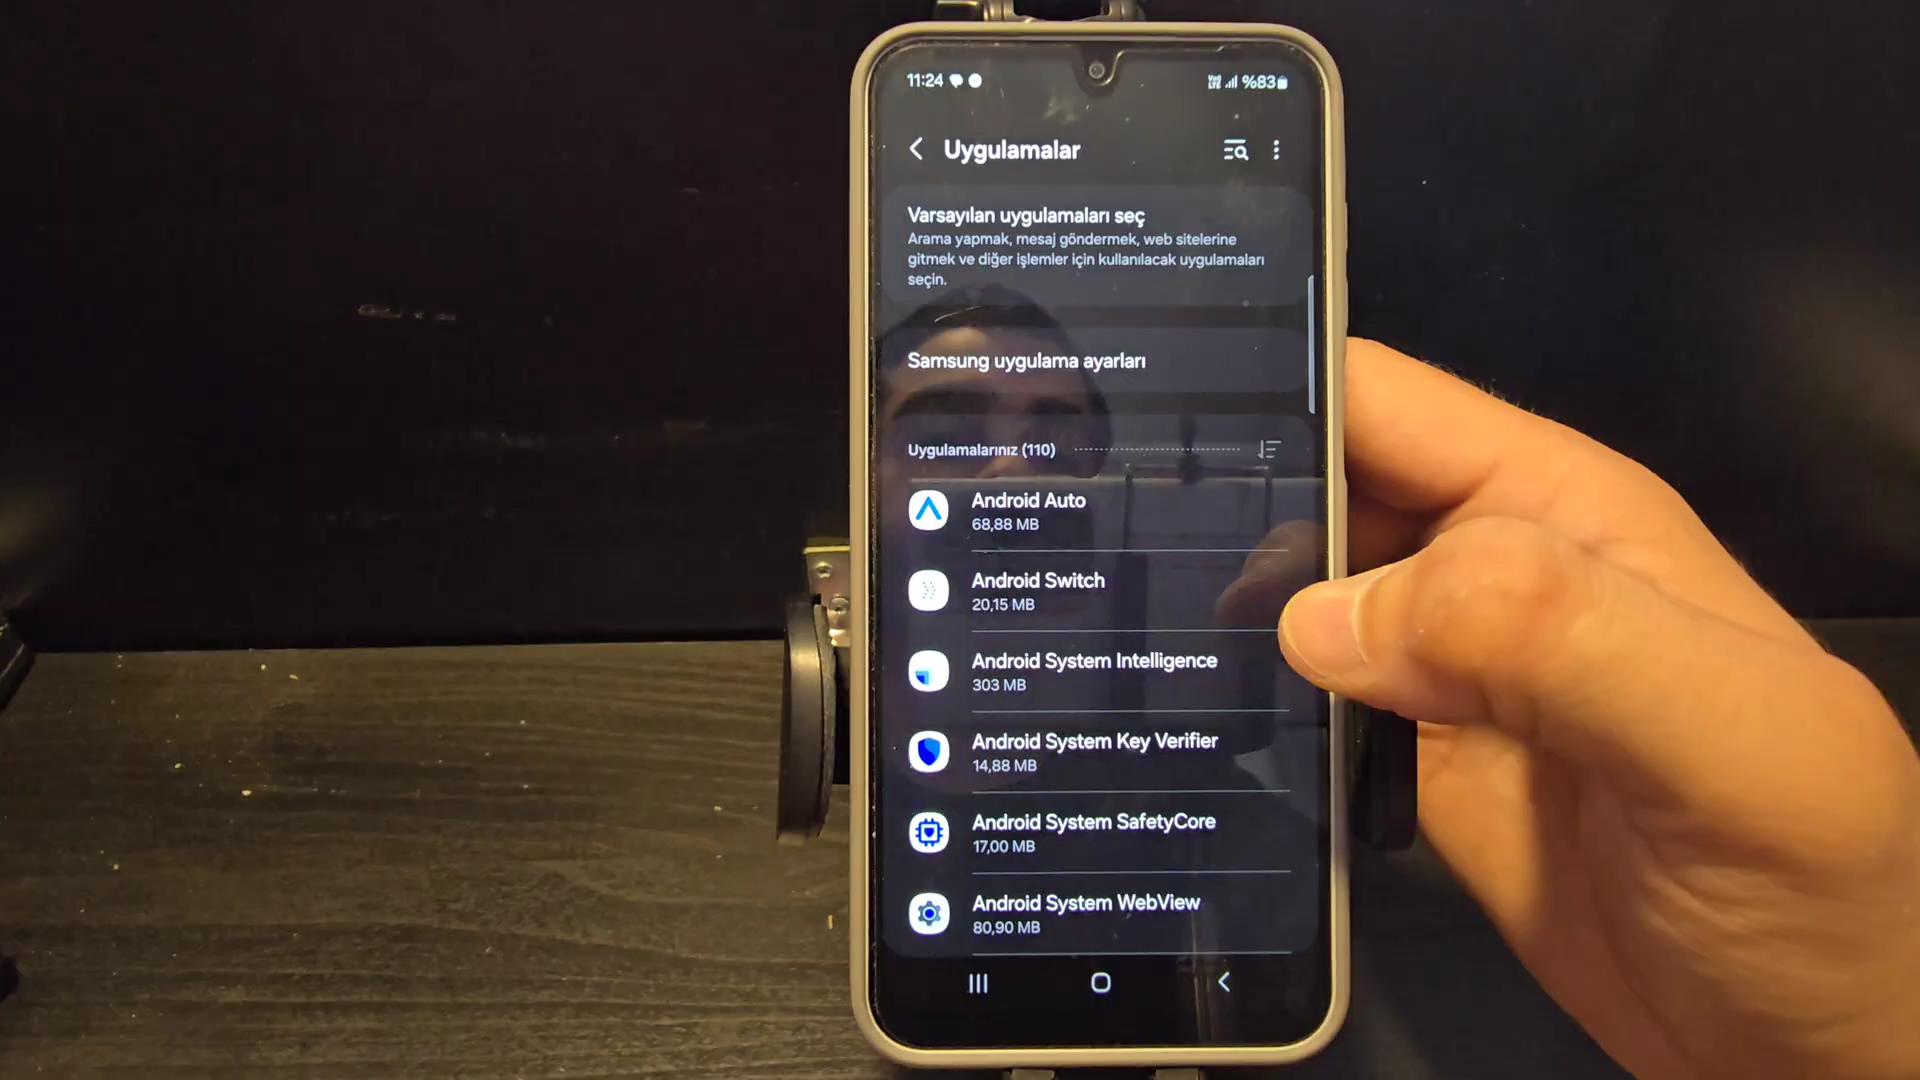 11:24
Vo)) LTE %83
Uygulamalar
Varsayılan uygulamaları seç
Arama yapmak, mesaj göndermek, web sitelerine
gitmek ve diğer işlemler için kullanılacak uygulamaları
seçin.
Samsung uygulama ayarları
Uygulamalarınız (110)
Android Auto
68,88 MB
Android Switch
20,15 MB
Android System Intelligence
303 MB
Android System Key Verifier
14,88 MB
Android System SafetyCore
17,00 MB
Android System WebView
80,90 MB